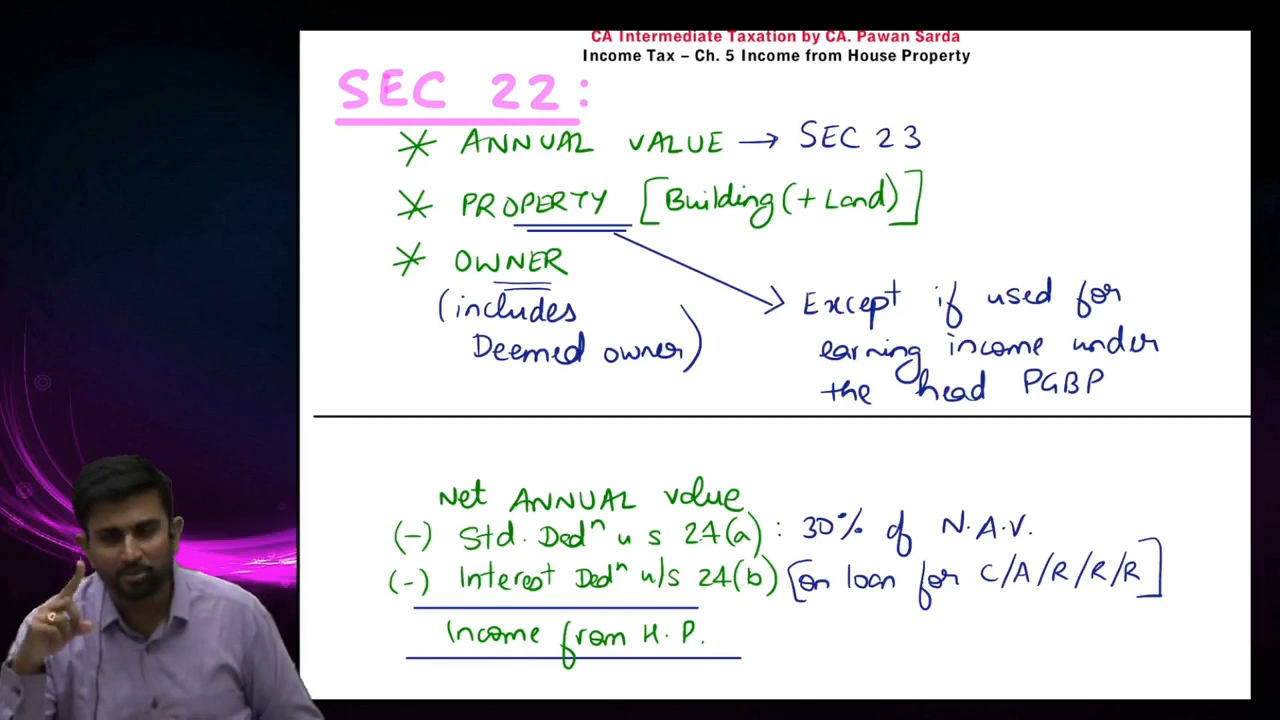 CA Intermediate Taxation by CA. Pawan Sarda
Income Tax – Ch. 5 Income from House Property
SEC 22:
* ANNUAL VALUE → SEC 23
* PROPERTY [Building (+ Land)]
* OWNER
(includes
Deemed owner)
Except if used for
earning income under
the head PGBP
Net ANNUAL Value
(-) Std. Dedⁿ u s 24(a) : 30% of N.A.V.
(-) Interest Dedⁿ u/s 24(b) [on loan for C/A/R/R/R]
Income from H.P.